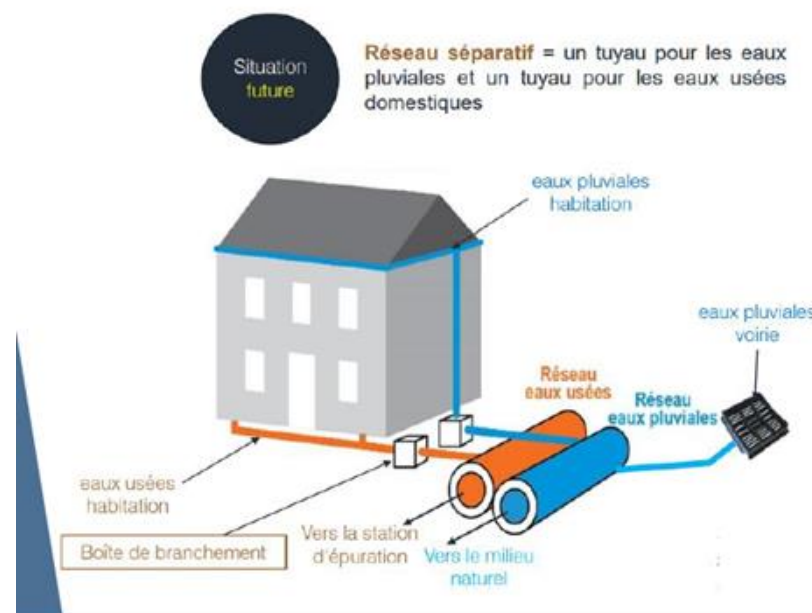 Situation
future
Réseau séparatif = un tuyau pour les eaux
pluviales et un tuyau pour les eaux usées
domestiques
eaux pluviales
habitation
eaux pluviales
voirie
Réseau
eaux usées
Réseau
eaux pluviales
eaux usées
habitation
Boîte de branchement
Vers la station
d'épuration
Vers le milieu
naturel